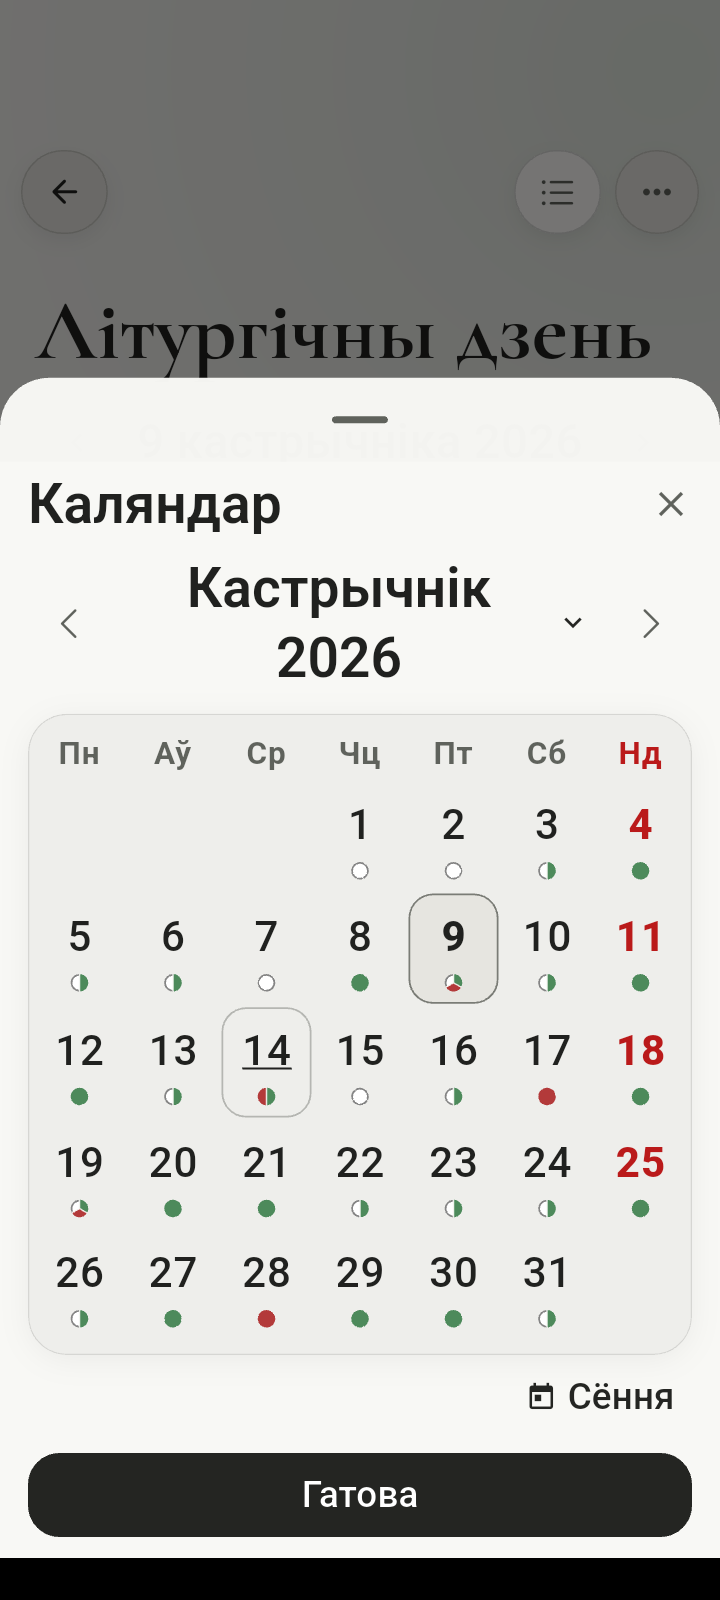 Літургічны дзень
9 кастрычніка 2026
Каляндар
Кастрычнік
2026
Пн Аў Ср Чц Пт Сб Нд
1 2 3 4
5 6 7 8 9 10 11
12 13 14 15 16 17 18
19 20 21 22 23 24 25
26 27 28 29 30 31
Сёння
Гатова